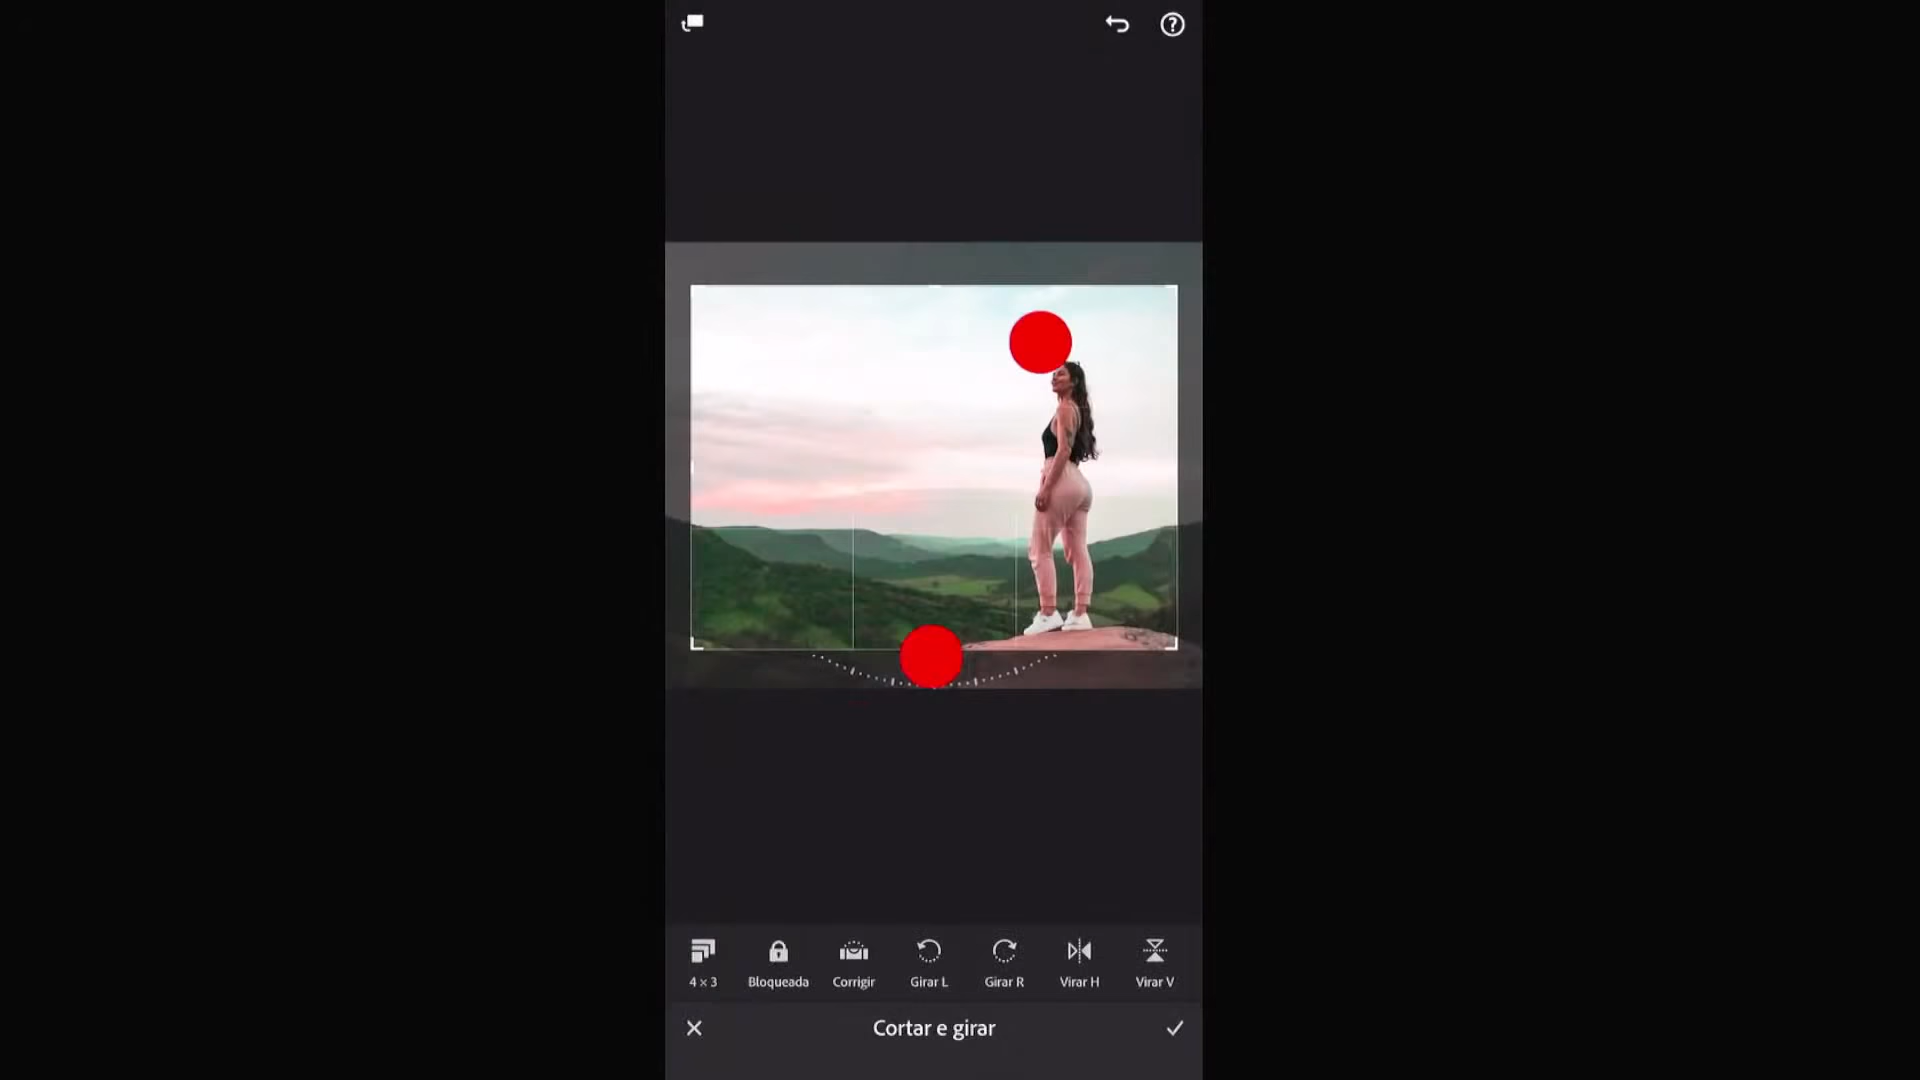 4 × 3
Bloqueada
Corrigir
Girar L
Girar R
Virar H
Virar V
Cortar e girar